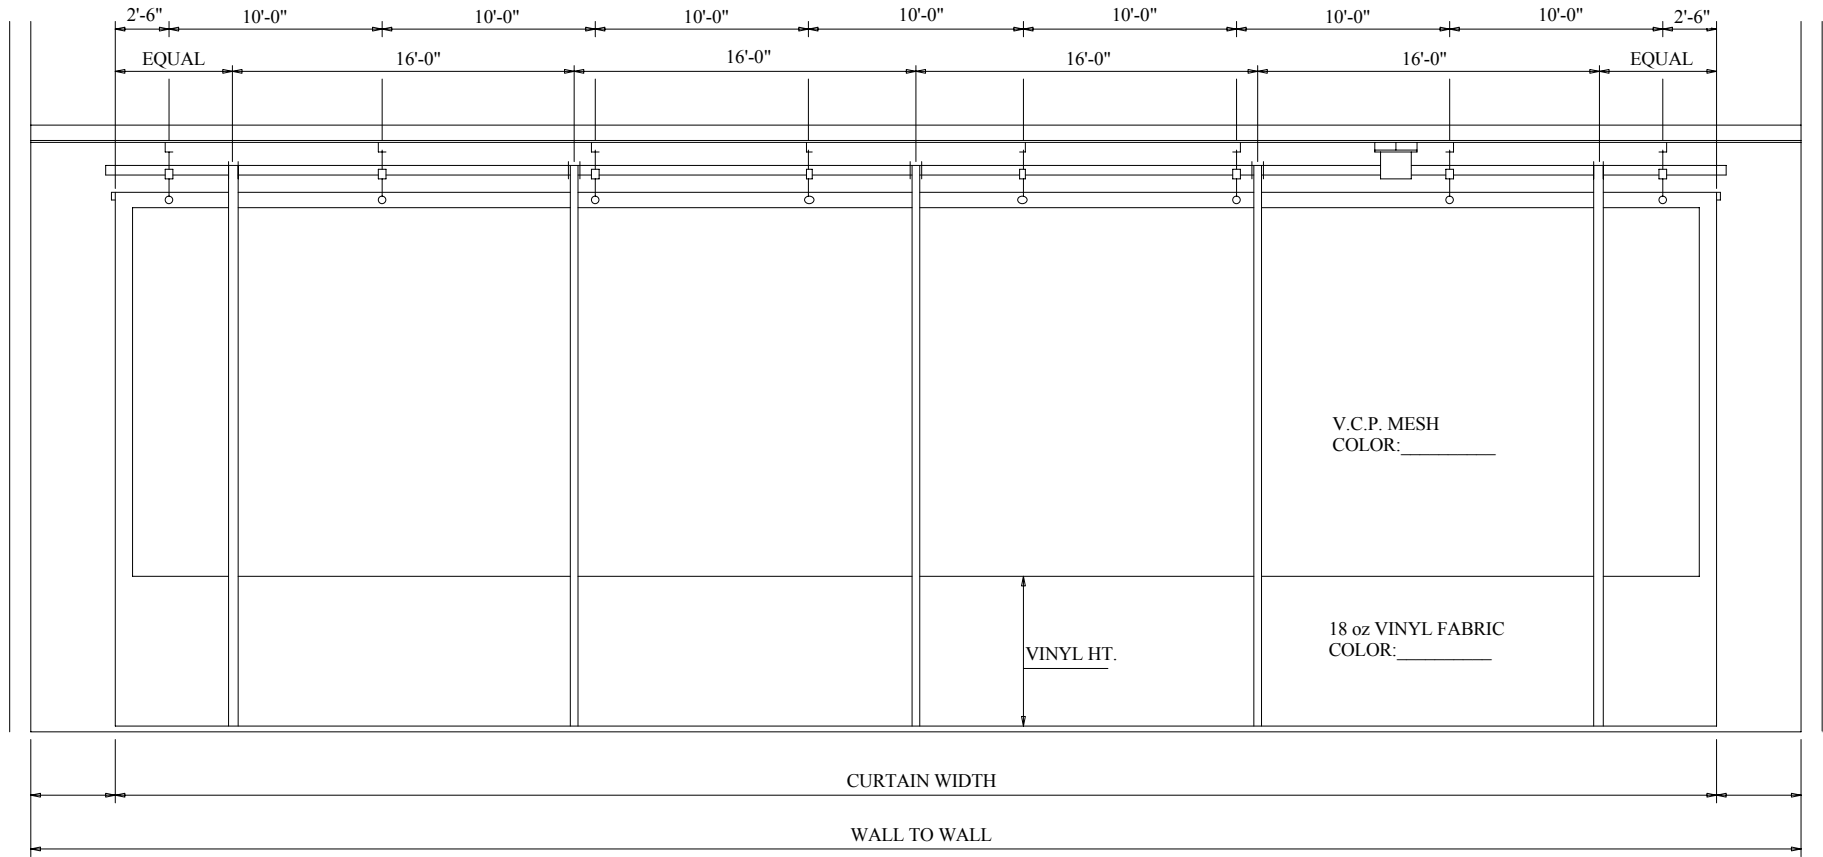 2'-6" 10'-0" 10'-0" 10'-0" 10'-0" 10'-0" 10'-0" 10'-0" 2'-6"
EQUAL 16'-0" 16'-0" 16'-0" 16'-0" EQUAL
V.C.P. MESH
COLOR:__________
18 oz VINYL FABRIC
COLOR:__________
VINYL HT.
CURTAIN WIDTH
WALL TO WALL